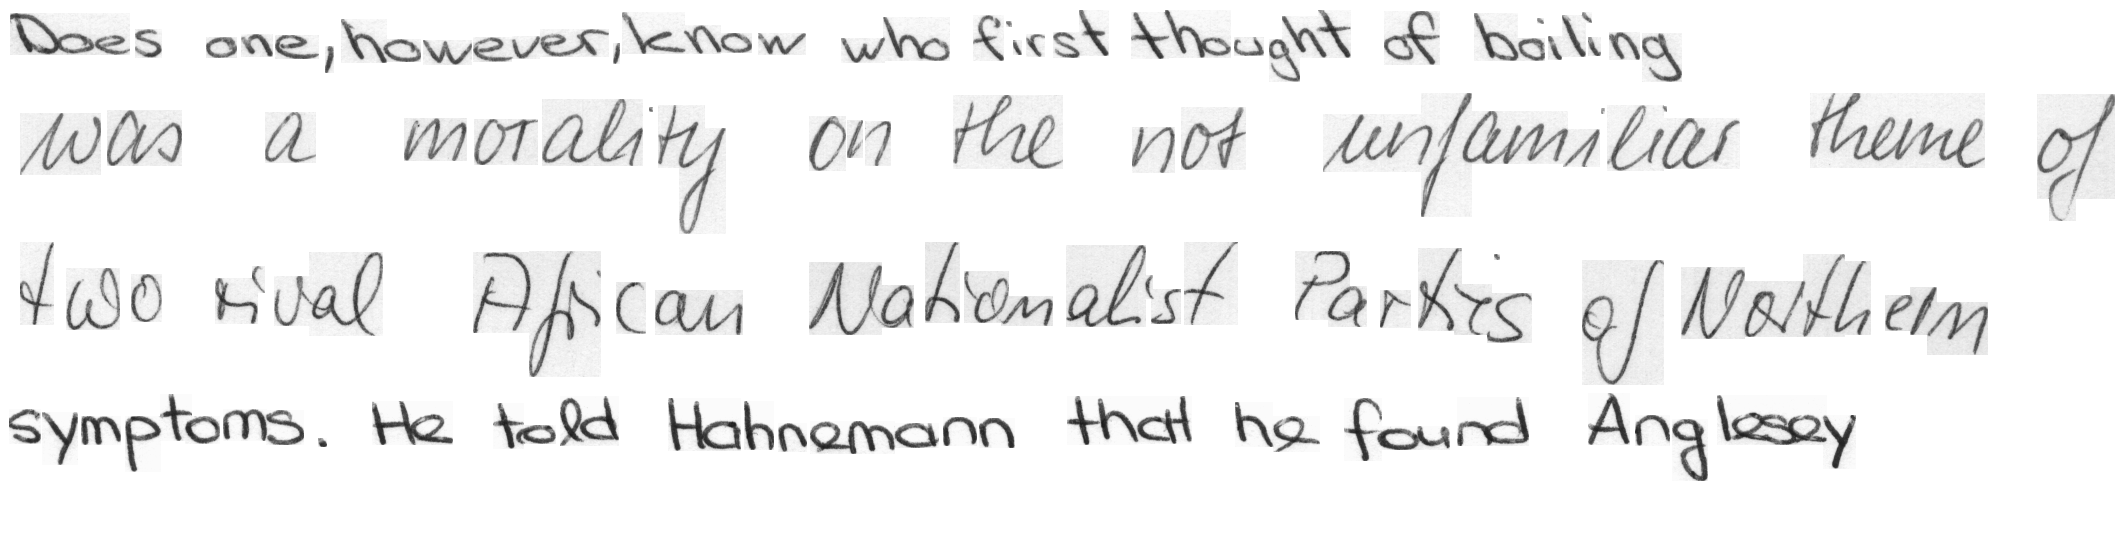 Does one, however, know who first thought of boiling
was a morality on the not unfamiliar theme of
two rival African Nationalist Parties of Northern
symptoms. He told Hahnemann that he found Anglesey